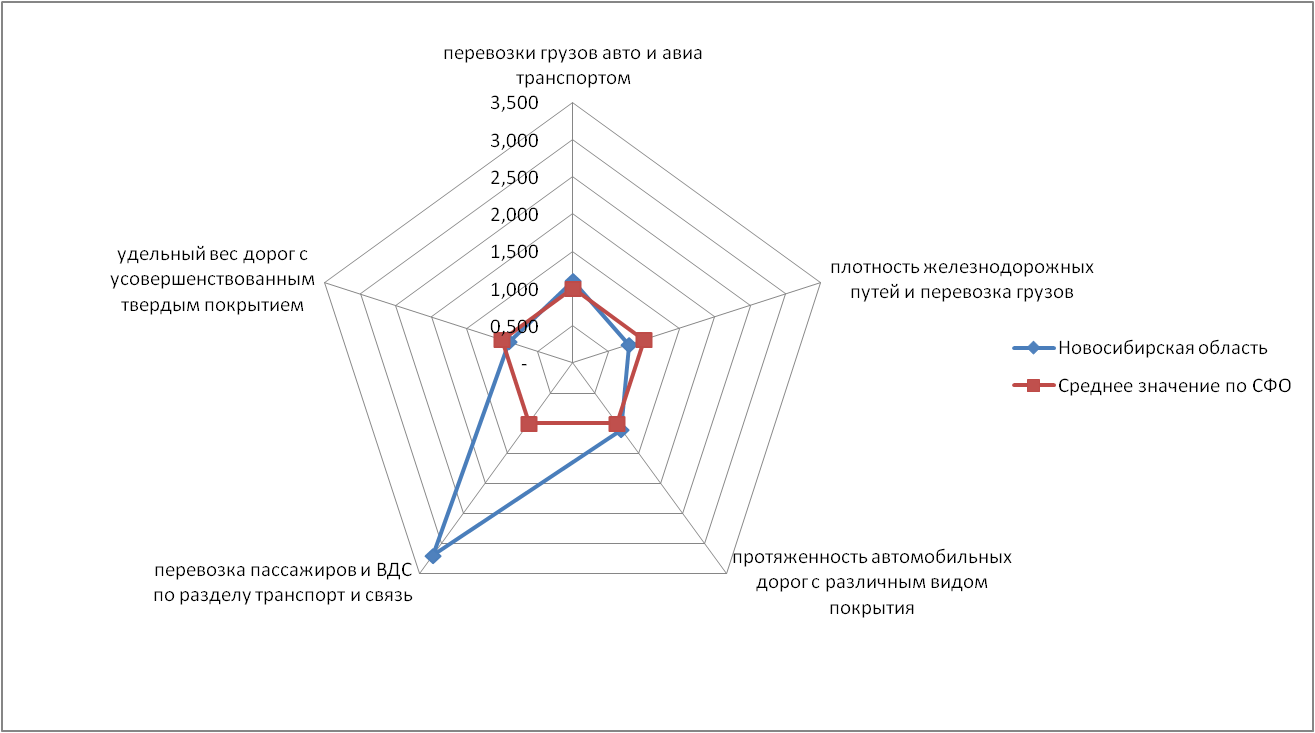 перевозки грузов авто и авиа
транспортом
3,500
3,000
2,500
2,000
1,500
1,000
0,500
-
плотность железнодорожных
путей и перевозка грузов
протяженность автомобильных
дорог с различным видом
покрытия
перевозка пассажиров и ВДС
по разделу транспорт и связь
удельный вес дорог с
усовершенствованным
твердым покрытием
Новосибирская область
Среднее значение по СФО